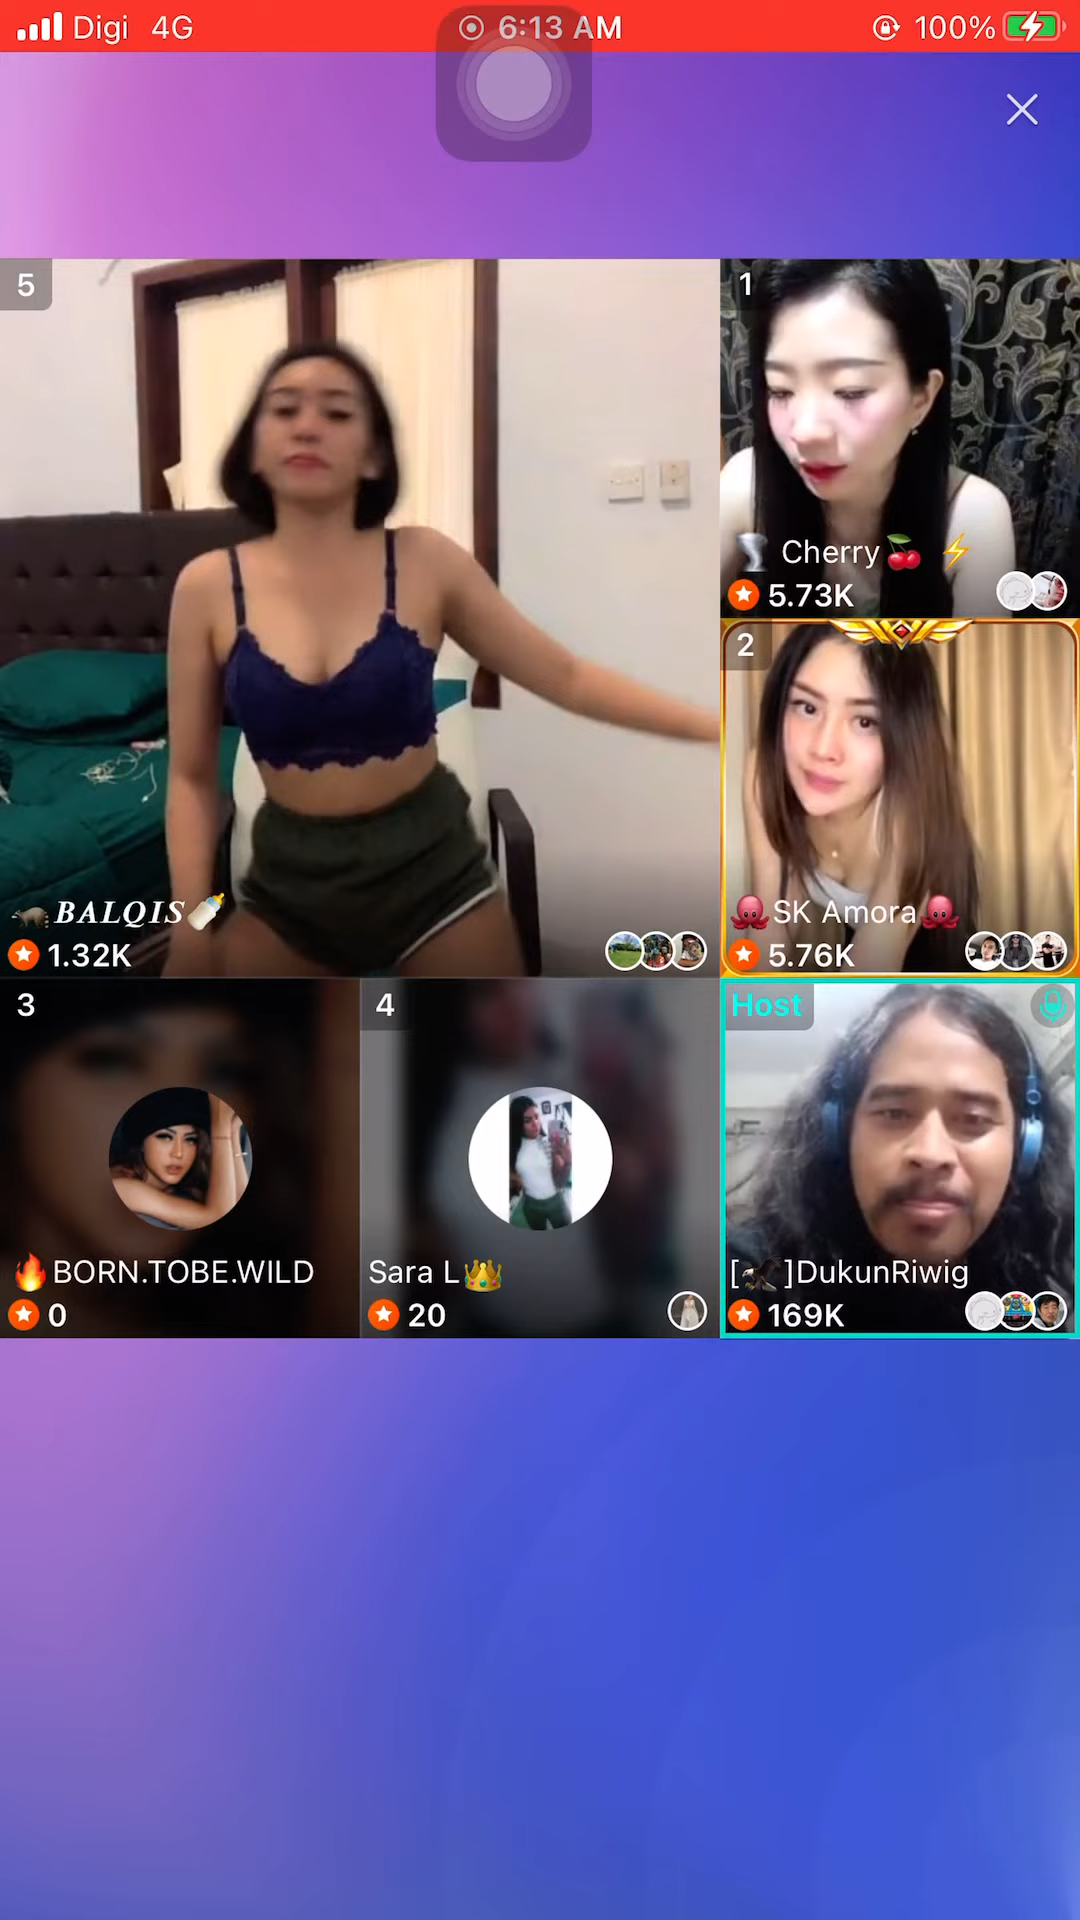 Digi 4G 6:13 AM 100%
5
BALQIS
1.32K
1
Cherry
5.73K
2
SK Amora
5.76K
3
BORN.TOBE.WILD
0
4
Sara L
20
Host
[🦅]DukunRiwig
169K